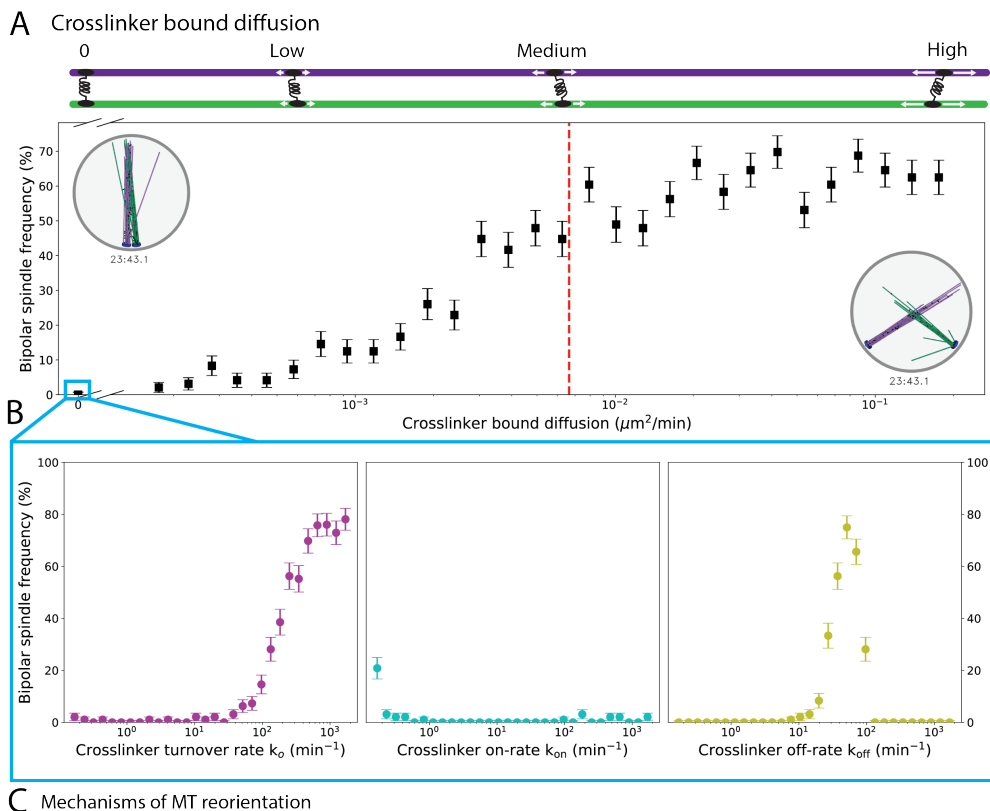 A Crosslinker bound diffusion
0 Low Medium High
Bipolar spindle frequency (%)
70
60
50
40
30
20
10
0
23:43.1
23:43.1
0 10⁻³ 10⁻² 10⁻¹
Crosslinker bound diffusion (μm²/min)
B
Bipolar spindle frequency (%)
100 100
80 80
60 60
40 40
20 20
0 0
10⁰ 10¹ 10² 10³ 10⁰ 10¹ 10² 10³ 10⁰ 10¹ 10² 10³
Crosslinker turnover rate kₒ (min⁻¹) Crosslinker on-rate kon (min⁻¹) Crosslinker off-rate koff (min⁻¹)
C Mechanisms of MT reorientation